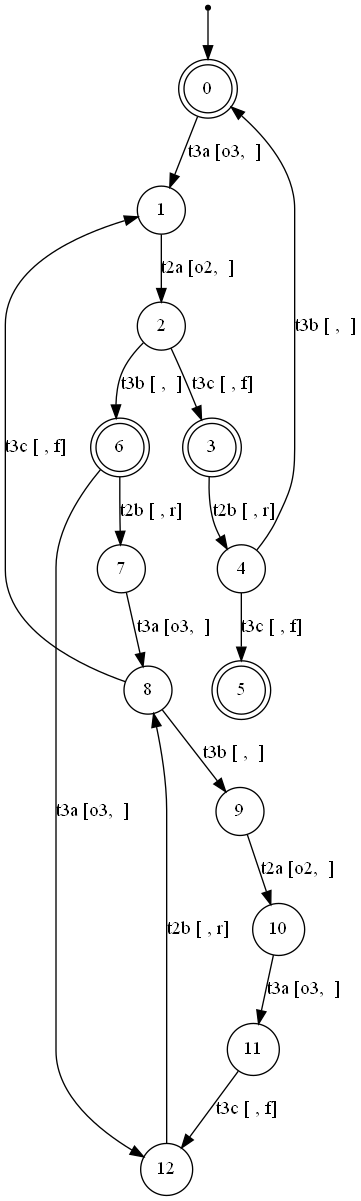 0
t3a [o3,  ]
1
t2a [o2,  ]
2
t3b [ ,  ]
t3c [ , f]
t3b [ ,  ]
t3c [ , f]
6
3
t2b [ , r]
t2b [ , r]
7
4
t3a [o3,  ]
t3c [ , f]
8
5
t3b [ ,  ]
t3a [o3,  ]
9
t2a [o2,  ]
t2b [ , r]
10
t3a [o3,  ]
11
t3c [ , f]
12